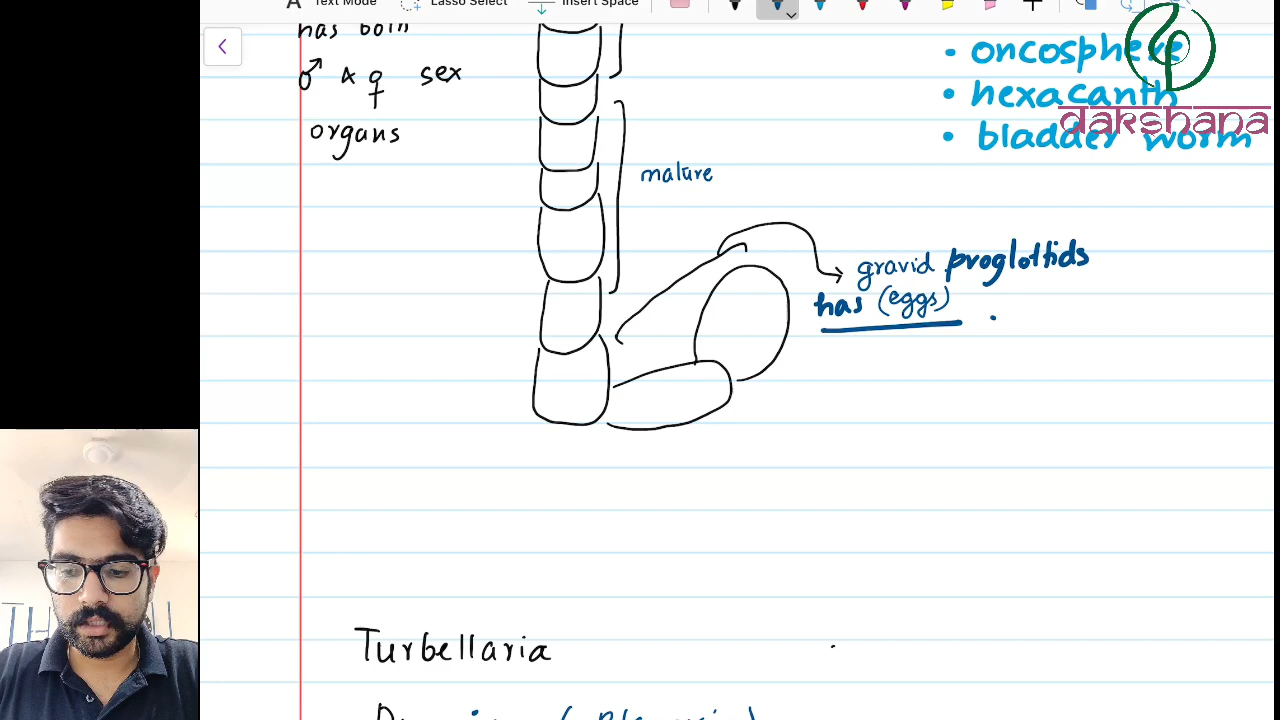 Text Mode
Lasso Select
Insert Space
has both
♂ & ♀ sex
organs
mature
gravid proglottids
has (eggs)
• oncosphere
• hexacanth
dakshana
• bladder worm
Turbellaria